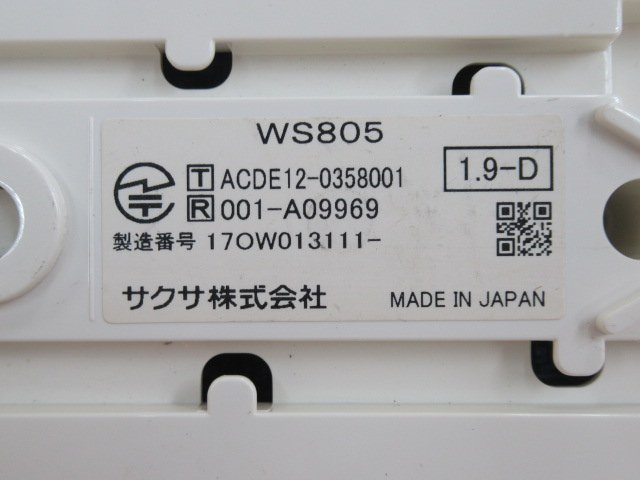 WS805
T ACDE12-0358001
1.9-D
R 001-A09969
製造番号 17OW013111-
サクサ株式会社
MADE IN JAPAN